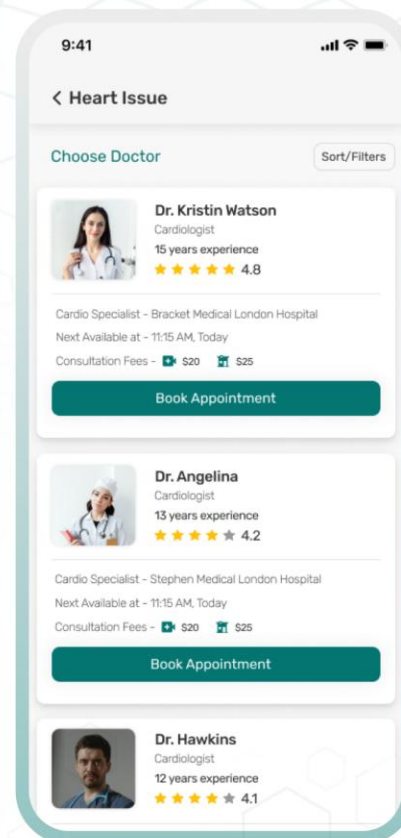 9:41
Heart Issue
Choose Doctor
Sort/Filters
Dr. Kristin Watson
Cardiologist
15 years experience
4.8
Cardio Specialist - Bracket Medical London Hospital
Next Available at - 11:15 AM, Today
Consultation Fees - $20 $25
Book Appointment
Dr. Angelina
Cardiologist
13 years experience
4.2
Cardio Specialist - Stephen Medical London Hospital
Next Available at - 11:15 AM, Today
Consultation Fees - $20 $25
Book Appointment
Dr. Hawkins
Cardiologist
12 years experience
4.1